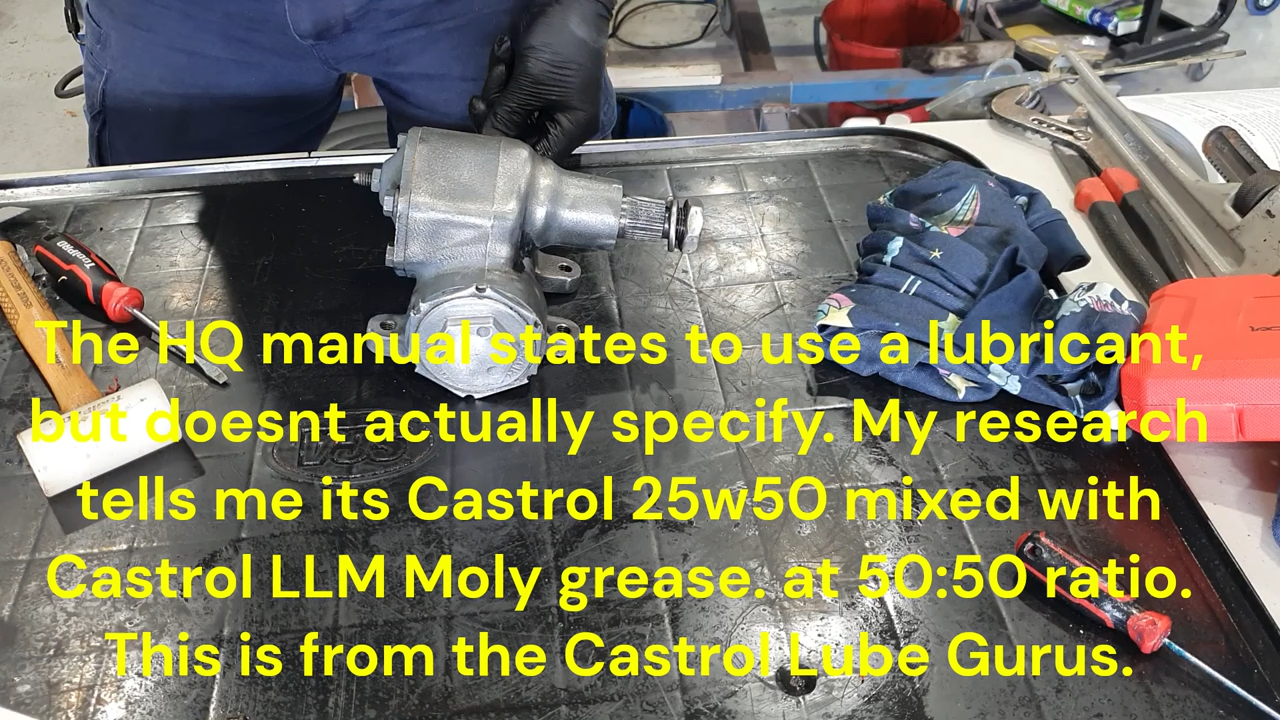 ToolPRO
The HQ manual states to use a lubricant,
but doesnt actually specify. My research
tells me its Castrol 25w50 mixed with
Castrol LLM Moly grease. at 50:50 ratio.
This is from the Castrol Lube Gurus.